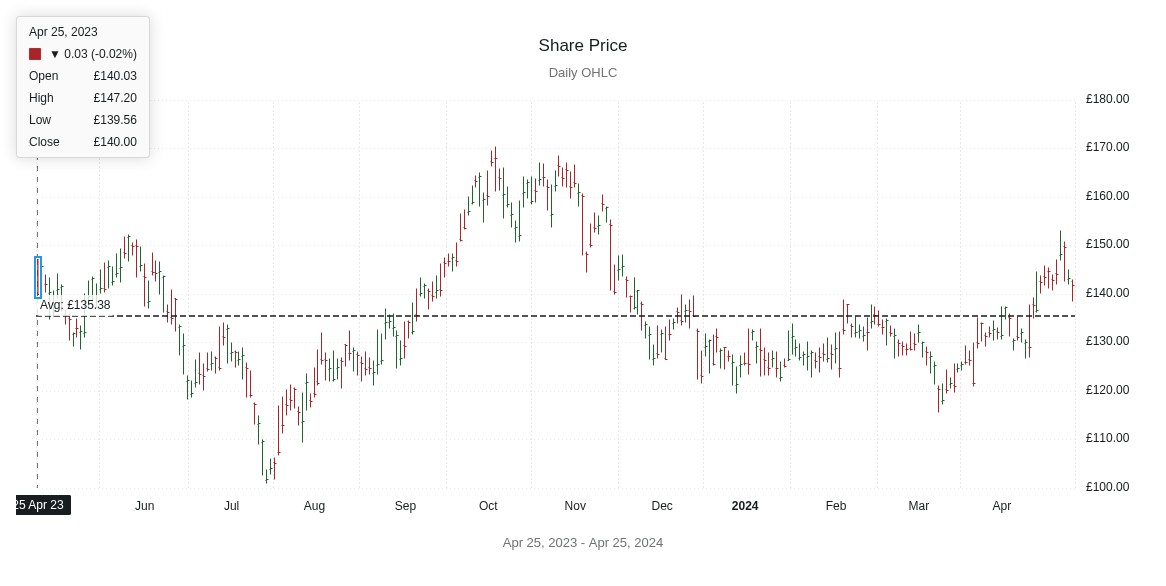 Apr 25, 2023
▼ 0.03 (-0.02%)
Open £140.03
High £147.20
Low £139.56
Close £140.00
Share Price
Daily OHLC
£180.00
£170.00
£160.00
£150.00
£140.00
£130.00
£120.00
£110.00
£100.00
Avg: £135.38
25 Apr 23
Jun Jul Aug Sep Oct Nov Dec 2024 Feb Mar Apr
Apr 25, 2023 - Apr 25, 2024